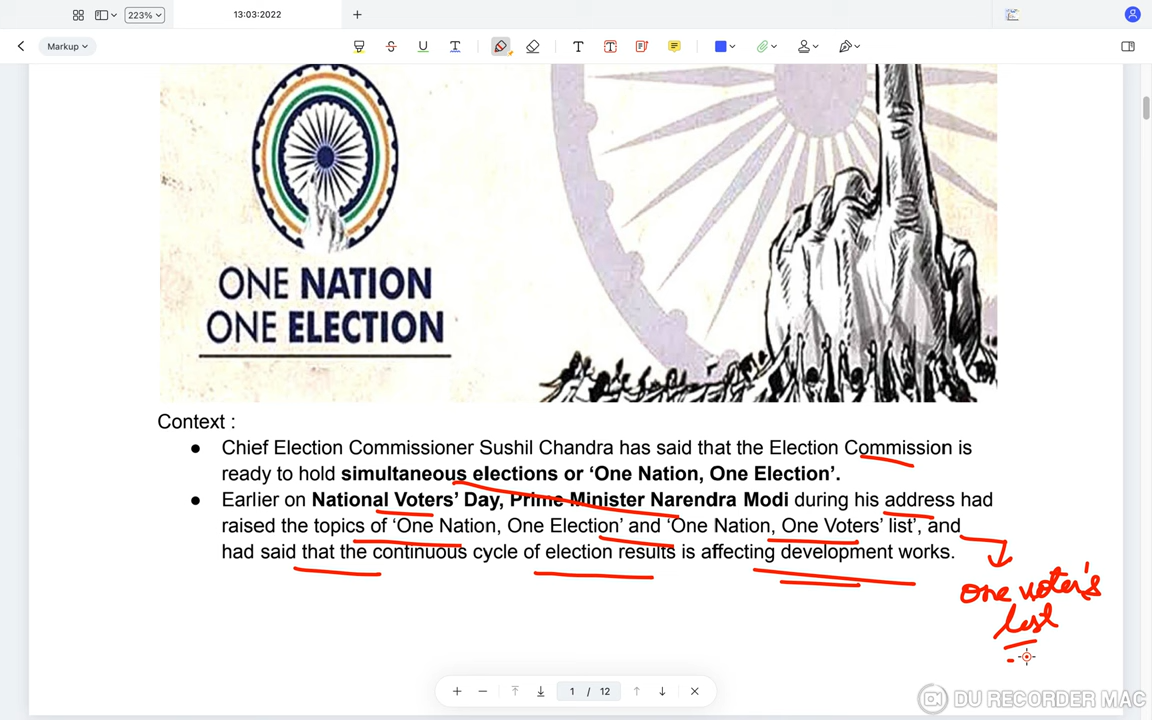 223%
13:03:2022
Markup
ONE NATION
ONE ELECTION
Context :
● Chief Election Commissioner Sushil Chandra has said that the Election Commission is
ready to hold simultaneous elections or ‘One Nation, One Election’.
● Earlier on National Voters’ Day, Prime Minister Narendra Modi during his address had
raised the topics of ‘One Nation, One Election’ and ‘One Nation, One Voters’ list’, and
had said that the continuous cycle of election results is affecting development works.
one voter's
list
1 / 12
DU RECORDER MAC